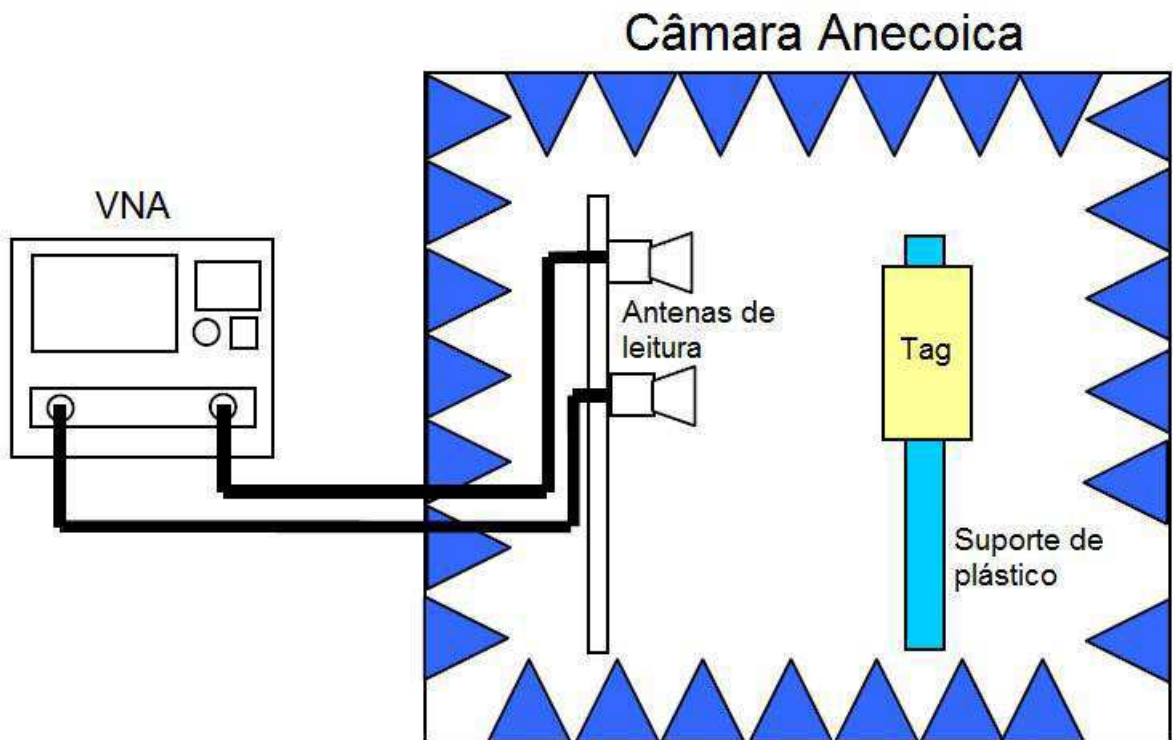 Câmara Anecoica
VNA
Antenas de
leitura
Tag
Suporte de
plástico